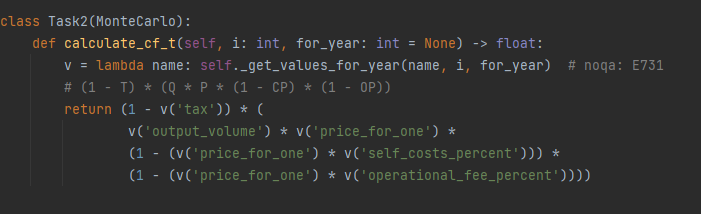 class Task2(MonteCarlo):
    def calculate_cf_t(self, i: int, for_year: int = None) -> float:
        v = lambda name: self._get_values_for_year(name, i, for_year)  # noqa: E731
        # (1 - T) * (Q * P * (1 - CP) * (1 - OP))
        return (1 - v('tax')) * (
                v('output_volume') * v('price_for_one') *
                (1 - (v('price_for_one') * v('self_costs_percent'))) *
                (1 - (v('price_for_one') * v('operational_fee_percent'))))